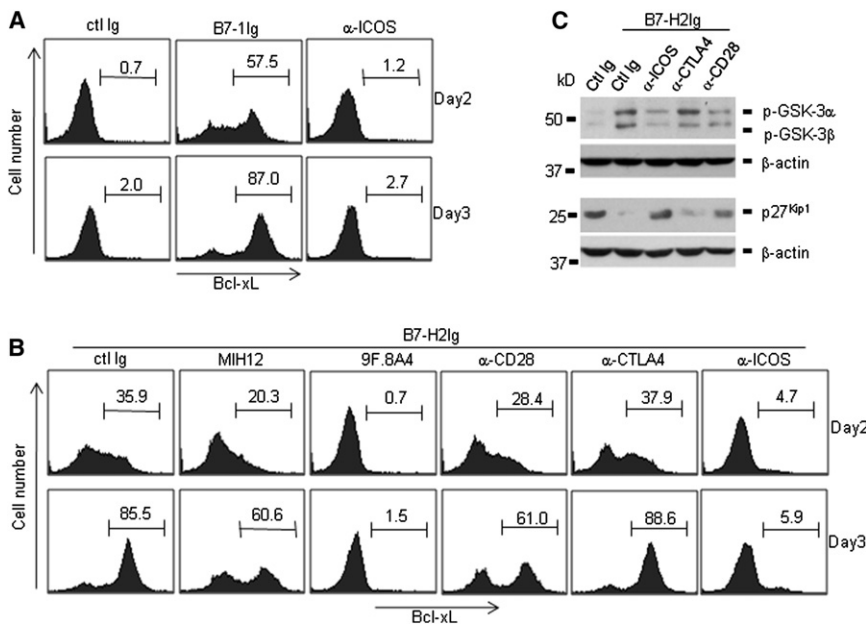 A
ctl Ig B7-1Ig α-ICOS
0.7 57.5 1.2
Day2
2.0 87.0 2.7
Day3
Cell number
Bcl-xL
C
B7-H2Ig
Ctl Ig Ctl Ig α-ICOS α-CTLA4 α-CD28
kD
50
p-GSK-3α
p-GSK-3β
37
β-actin
25
p27Kip1
37
β-actin
B
B7-H2Ig
ctl Ig MIH12 9F.8A4 α-CD28 α-CTLA4 α-ICOS
35.9 20.3 0.7 28.4 37.9 4.7
Day2
85.5 60.6 1.5 61.0 88.6 5.9
Day3
Cell number
Bcl-xL